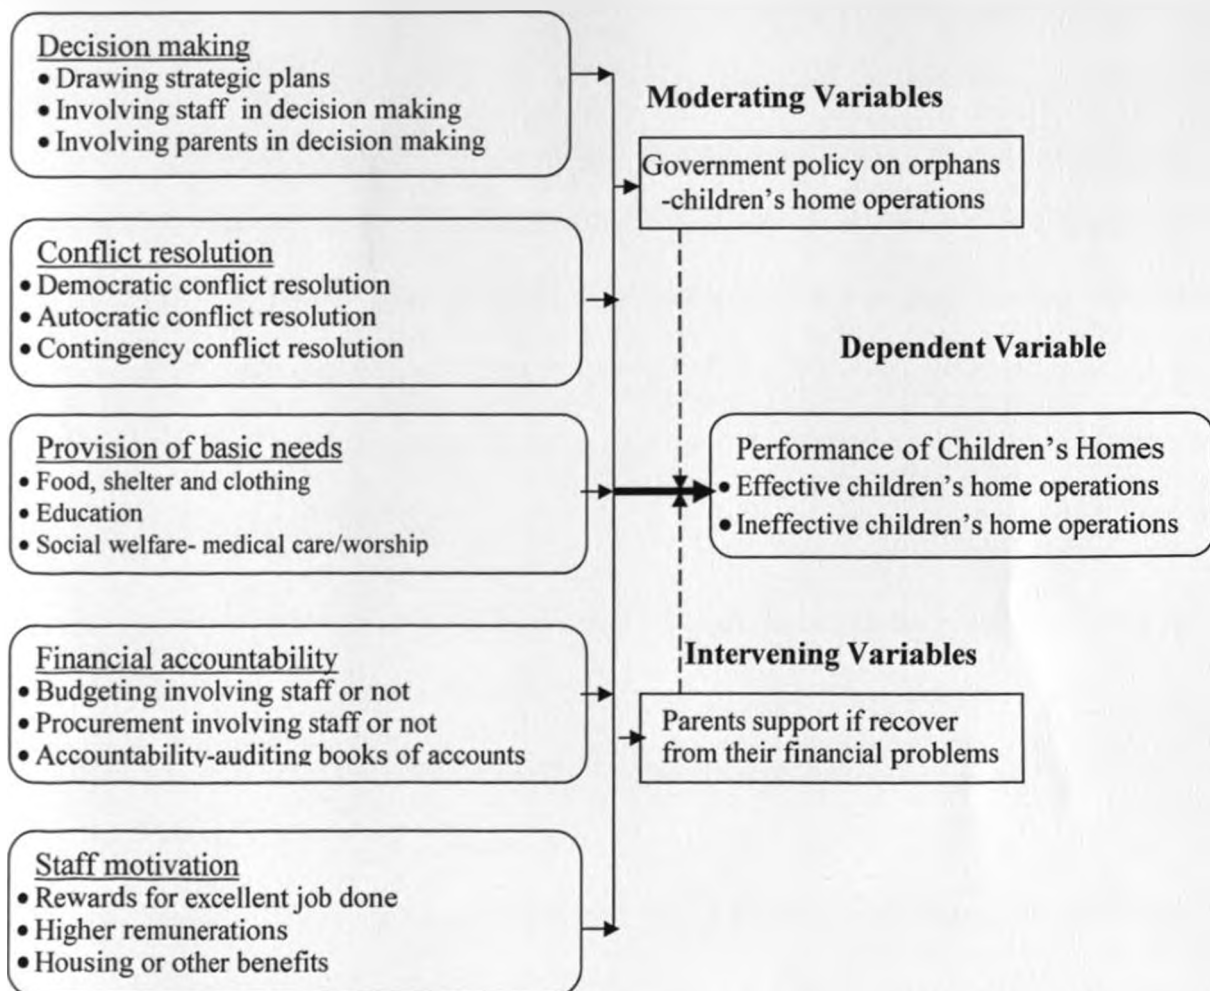 Decision making
• Drawing strategic plans
• Involving staff in decision making
• Involving parents in decision making
Conflict resolution
• Democratic conflict resolution
• Autocratic conflict resolution
• Contingency conflict resolution
Provision of basic needs
• Food, shelter and clothing
• Education
• Social welfare- medical care/worship
Financial accountability
• Budgeting involving staff or not
• Procurement involving staff or not
• Accountability-auditing books of accounts
Staff motivation
• Rewards for excellent job done
• Higher remunerations
• Housing or other benefits
Moderating Variables
Government policy on orphans
-children's home operations
Dependent Variable
Performance of Children's Homes
• Effective children's home operations
• Ineffective children's home operations
Intervening Variables
Parents support if recover
from their financial problems